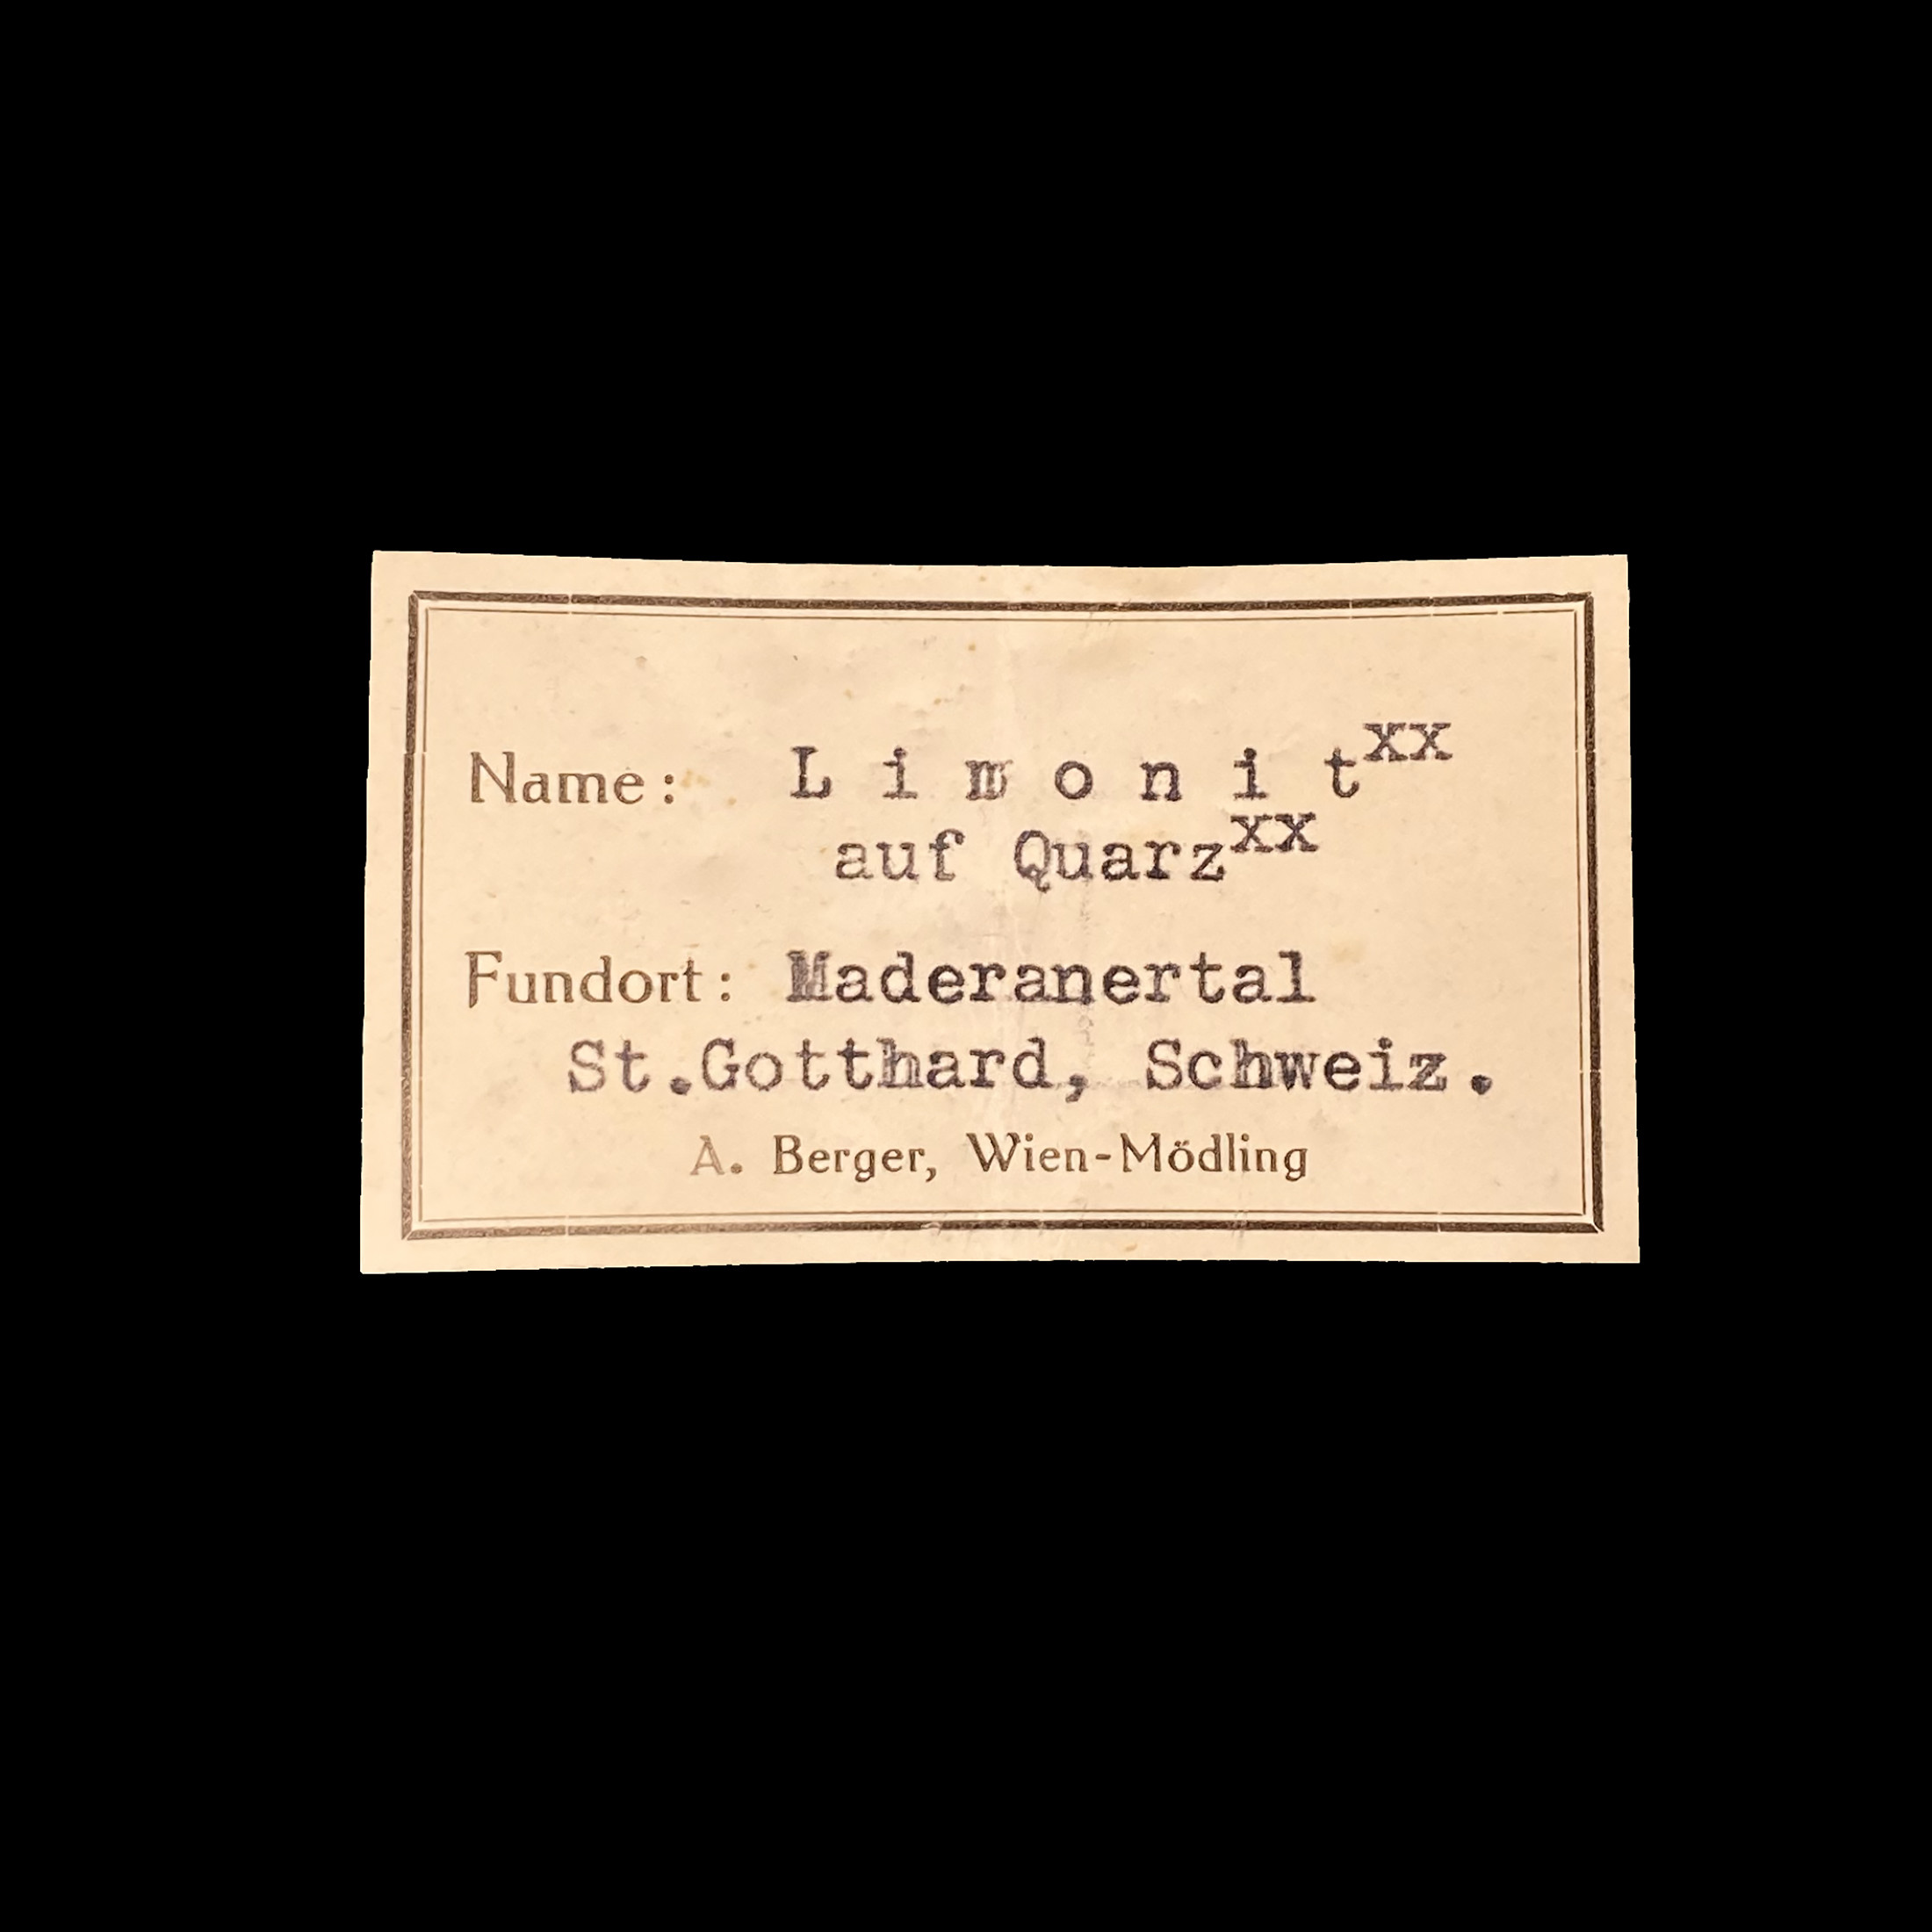 Name: L i m o n i t xx
auf Quarz xx
Fundort: Maderanertal
St.Gotthard, Schweiz.
A. Berger, Wien-Mödling